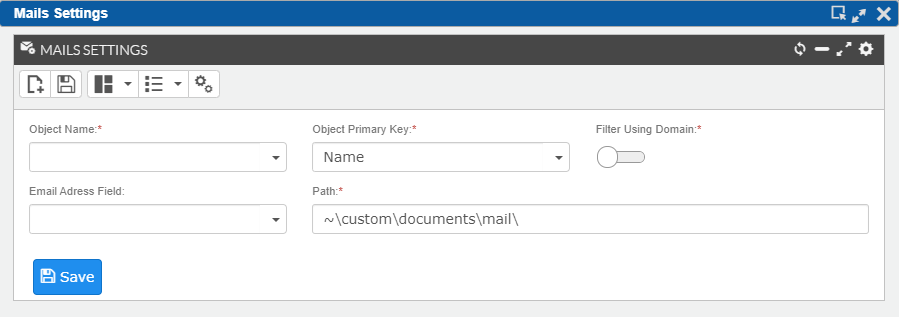 Mails Settings
MAILS SETTINGS
Object Name:* Object Primary Key:* Filter Using Domain:*
Name
Email Adress Field: Path:*
~\custom\documents\mail\
Save